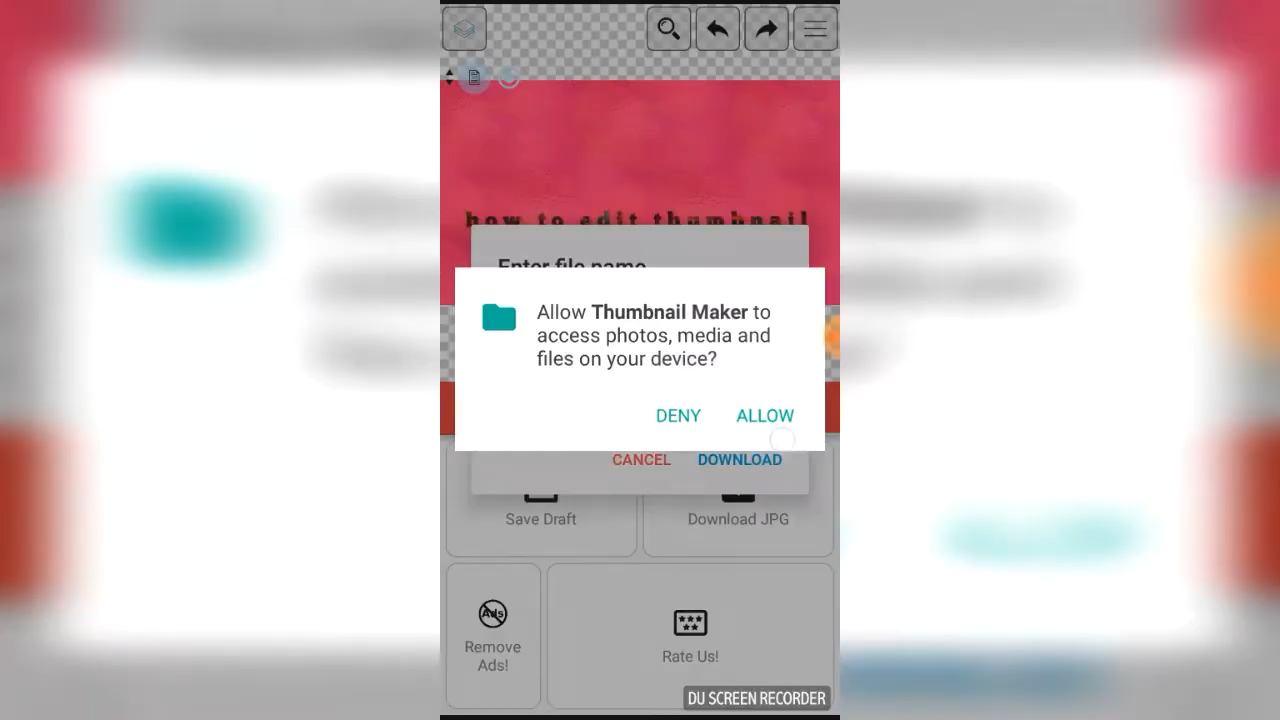 how to edit thumbnail
Enter file name
Allow Thumbnail Maker to
access photos, media and
files on your device?
DENY ALLOW
CANCEL DOWNLOAD
Save Draft Download JPG
Ads
Remove
Ads!
Rate Us!
DU SCREEN RECORDER